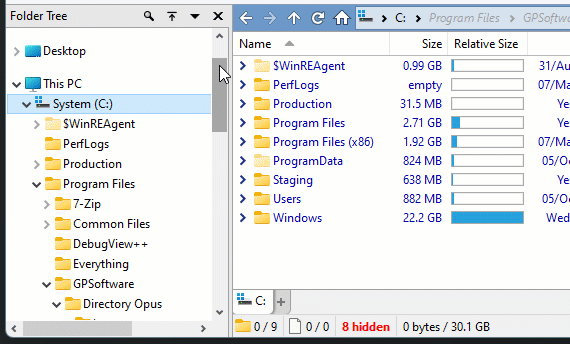 Folder Tree
Desktop
This PC
System (C:)
$WinREAgent
PerfLogs
Production
Program Files
7-Zip
Common Files
DebugView++
Everything
GPSoftware
Directory Opus
C: Program Files GPSoftware
Name Size Relative Size
$WinREAgent 0.99 GB 31/Au
PerfLogs empty 07/Ma
Production 31.5 MB Ye
Program Files 2.71 GB Ye
Program Files (x86) 1.92 GB 07/Ma
ProgramData 824 MB 05/O
Staging 638 MB Ye
Users 882 MB 05/O
Windows 22.2 GB Wed
C:
0 / 9 0 / 0 8 hidden 0 bytes / 30.1 GB